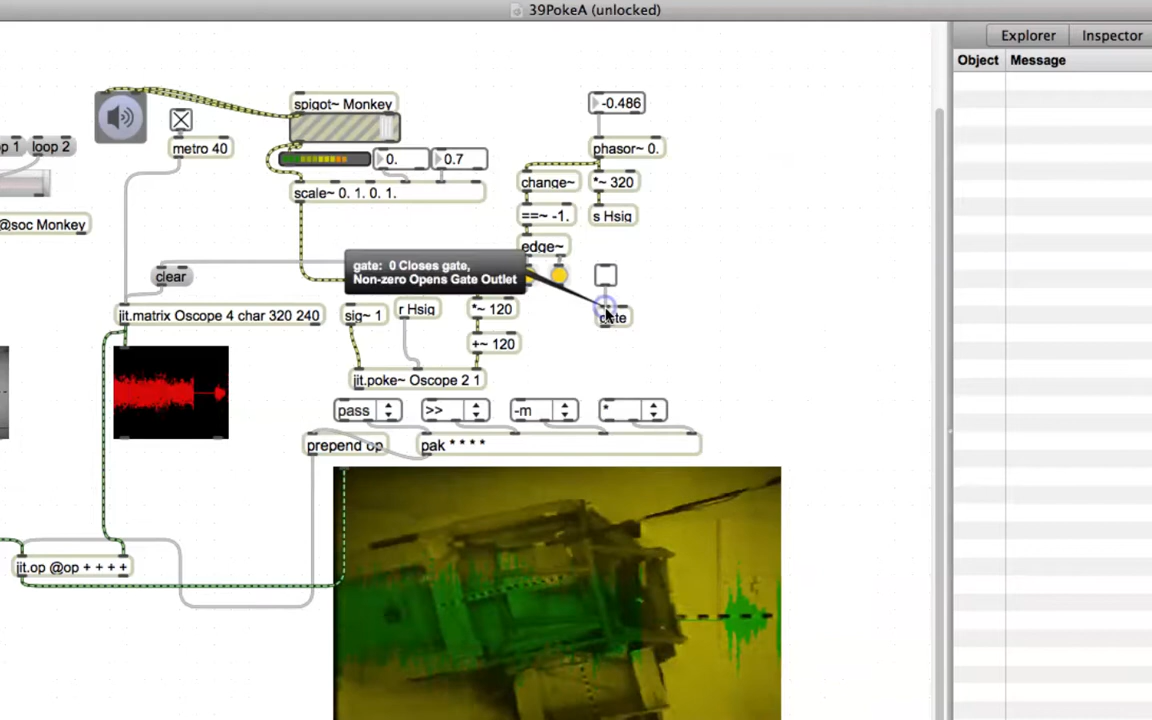 39PokeA (unlocked)
Explorer
Inspector
Object
Message
spigot~ Monkey
-0.486
loop 2
metro 40
phasor~ 0.
0.
0.7
change~
*~ 320
scale~ 0. 1. 0. 1.
==~ -1.
s Hsig
@soc Monkey
edge~
gate: 0 Closes gate,
Non-zero Opens Gate Outlet
clear
jit.matrix Oscope 4 char 320 240
sig~ 1
r Hsig
*~ 120
gate
+~ 120
jit.poke~ Oscope 2 1
pass
>>
-m
*
prepend op
pak * * * *
jit.op @op + + + +